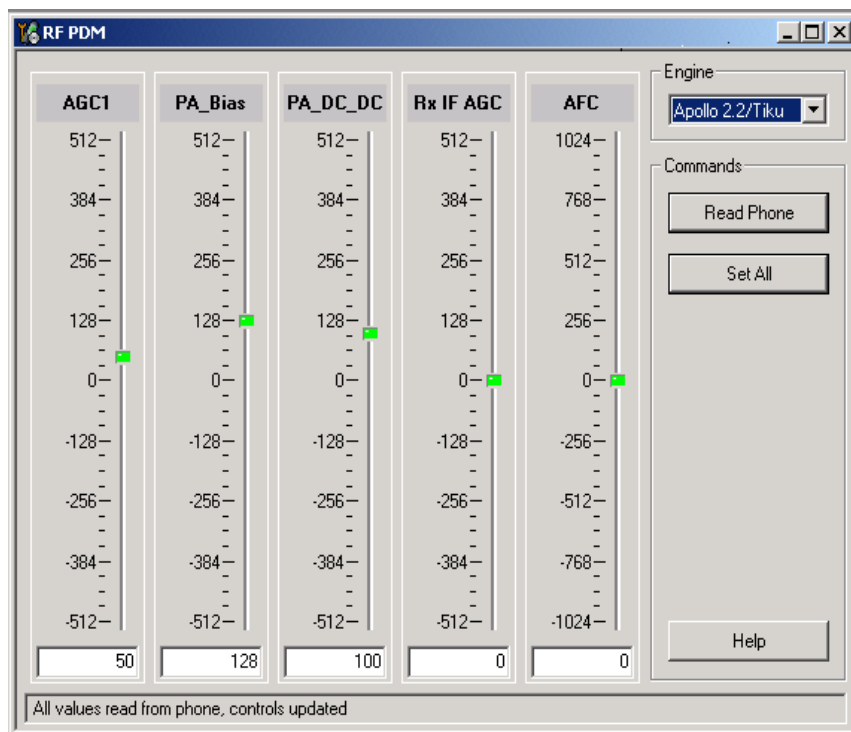 RF PDM
AGC1 PA_Bias PA_DC_DC Rx IF AGC AFC
512 512 512 512 1024
384 384 384 384 768
256 256 256 256 512
128 128 128 128 256
0 0 0 0 0
-128 -128 -128 -128 -256
-256 -256 -256 -256 -512
-384 -384 -384 -384 -768
-512 -512 -512 -512 -1024
50 128 100 0 0
Engine
Apollo 2.2/Tiku
Commands
Read Phone
Set All
Help
All values read from phone, controls updated